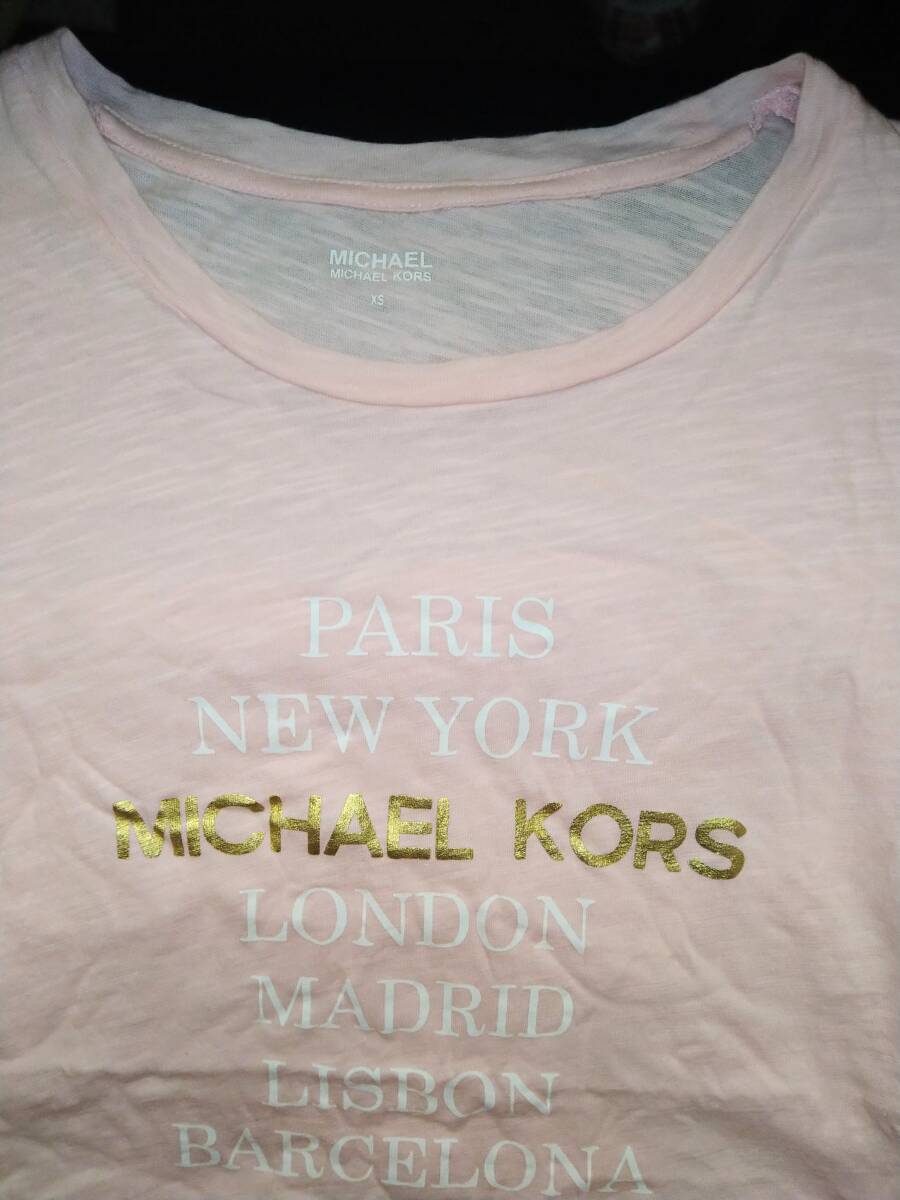 MICHAEL
MICHAEL KORS
XS
PARIS
NEW YORK
MICHAEL KORS
LONDON
MADRID
LISBON
BARCELONA